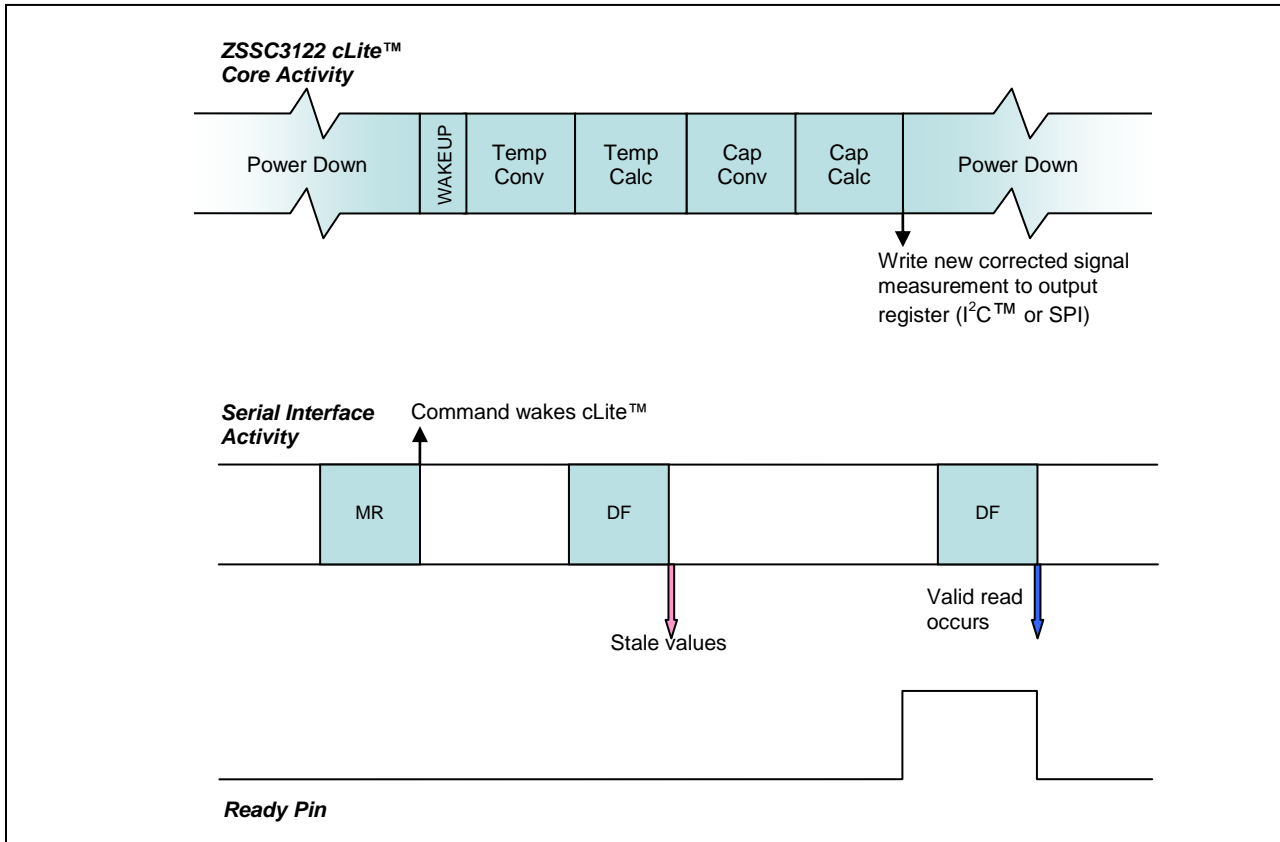 ZSSC3122 cLite™
Core Activity
Power Down
WAKEUP
Temp
Conv
Temp
Calc
Cap
Conv
Cap
Calc
Power Down
Write new corrected signal
measurement to output
register (I²C™ or SPI)
Serial Interface
Activity
Command wakes cLite™
MR
DF
DF
Stale values
Valid read
occurs
Ready Pin